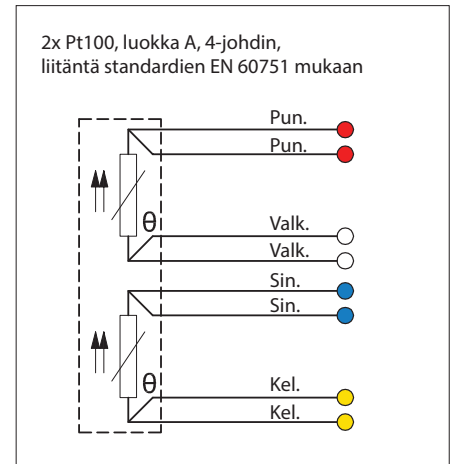 2x Pt100, luokka A, 4-johdin,
liitäntä standardien EN 60751 mukaan
Pun.
Pun.
θ
Valk.
Valk.
Sin.
Sin.
θ
Kel.
Kel.